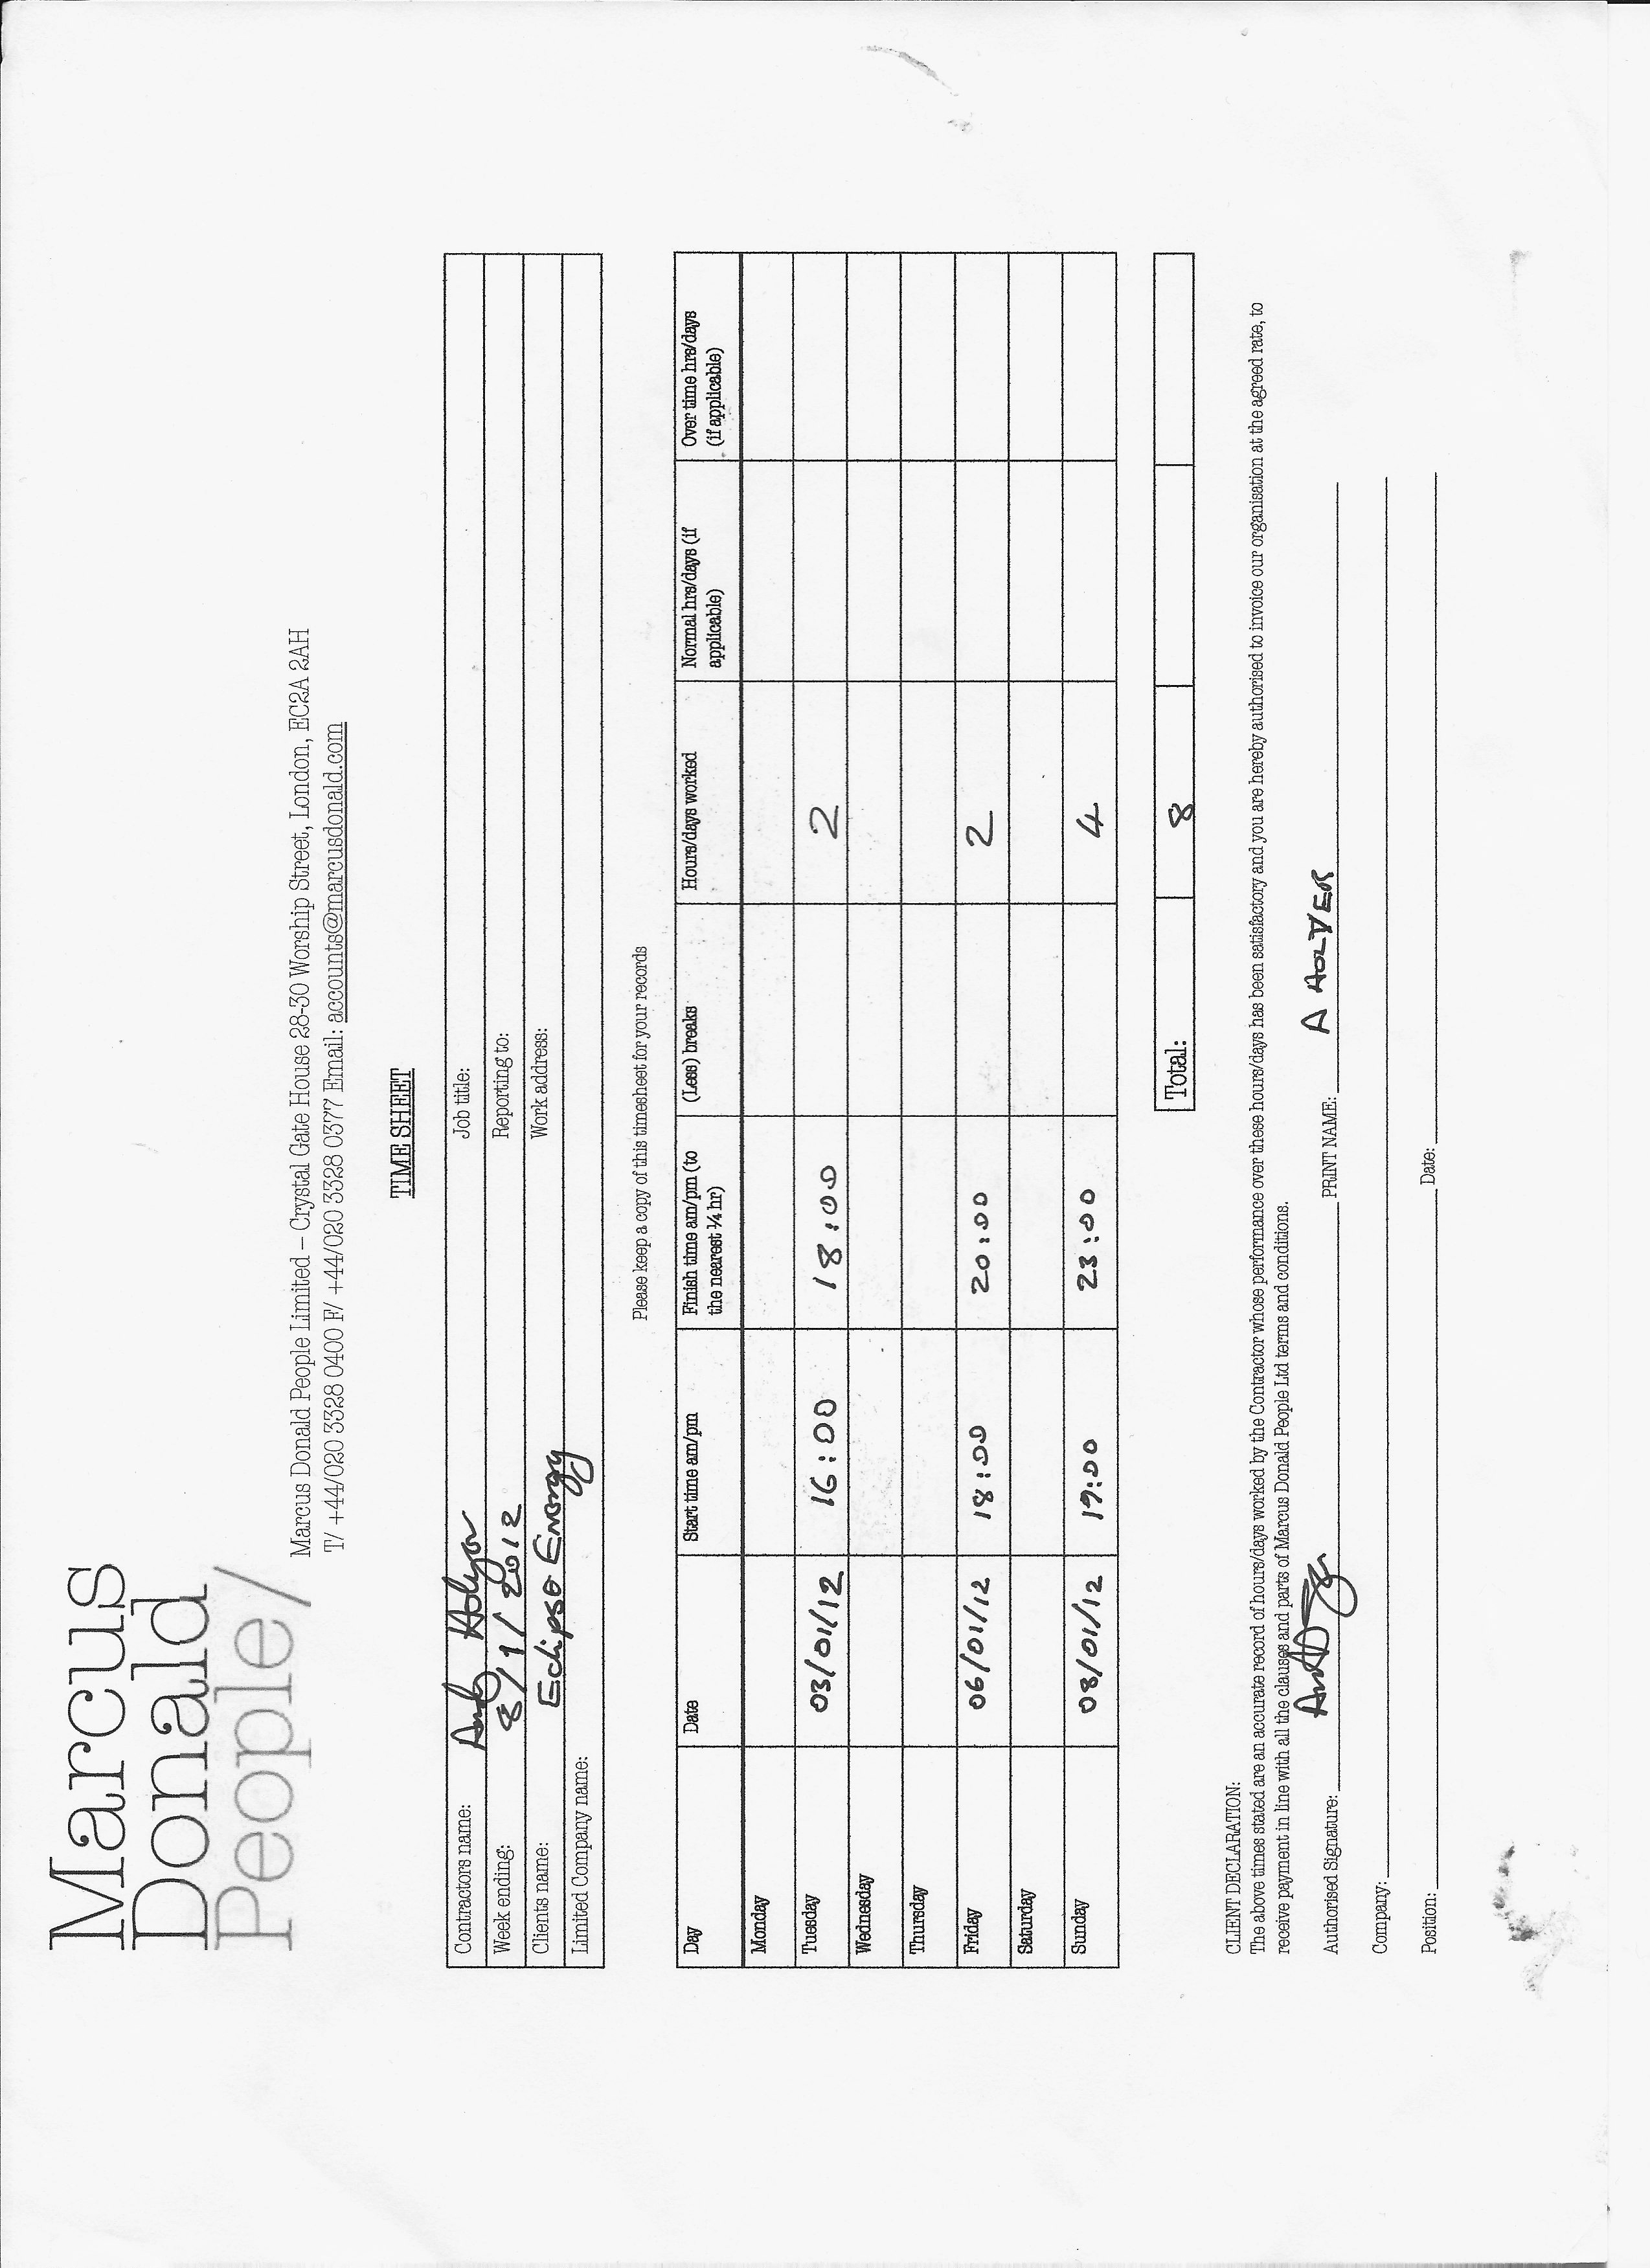 Marcus
Donald
People/
Marcus Donald People Limited – Crystal Gate House 28-30 Worship Street, London, EC2A 2AH
T/ +44/020 3328 0400 F/ +44/020 3328 0377 Email: accounts@marcusdonald.com
TIME SHEET
Contractors name: Job title:
Week ending: 8/1/2012 Reporting to:
Clients name: Eclipse Energy Work address:
Limited Company name:
Please keep a copy of this timesheet for your records
Day Date Start time am/pm Finish time am/pm (to the nearest ¼ hr) (Less) breaks Hours/days worked Normal hrs/days (if applicable) Over time hrs/days (if applicable)
Monday
Tuesday 03/01/12 16:00 18:00 2
Wednesday
Thursday
Friday 06/01/12 18:00 20:00 2
Saturday
Sunday 08/01/12 19:00 23:00 4
Total: 8
CLIENT DECLARATION:
The above times stated are an accurate record of hours/days worked by the Contractor whose performance over these hours/days has been satisfactory and you are hereby authorised to invoice our organisation at the agreed rate, to
receive payment in line with all the clauses and parts of Marcus Donald People Ltd terms and conditions.
Authorised Signature: PRINT NAME: A
Company:
Position: Date: